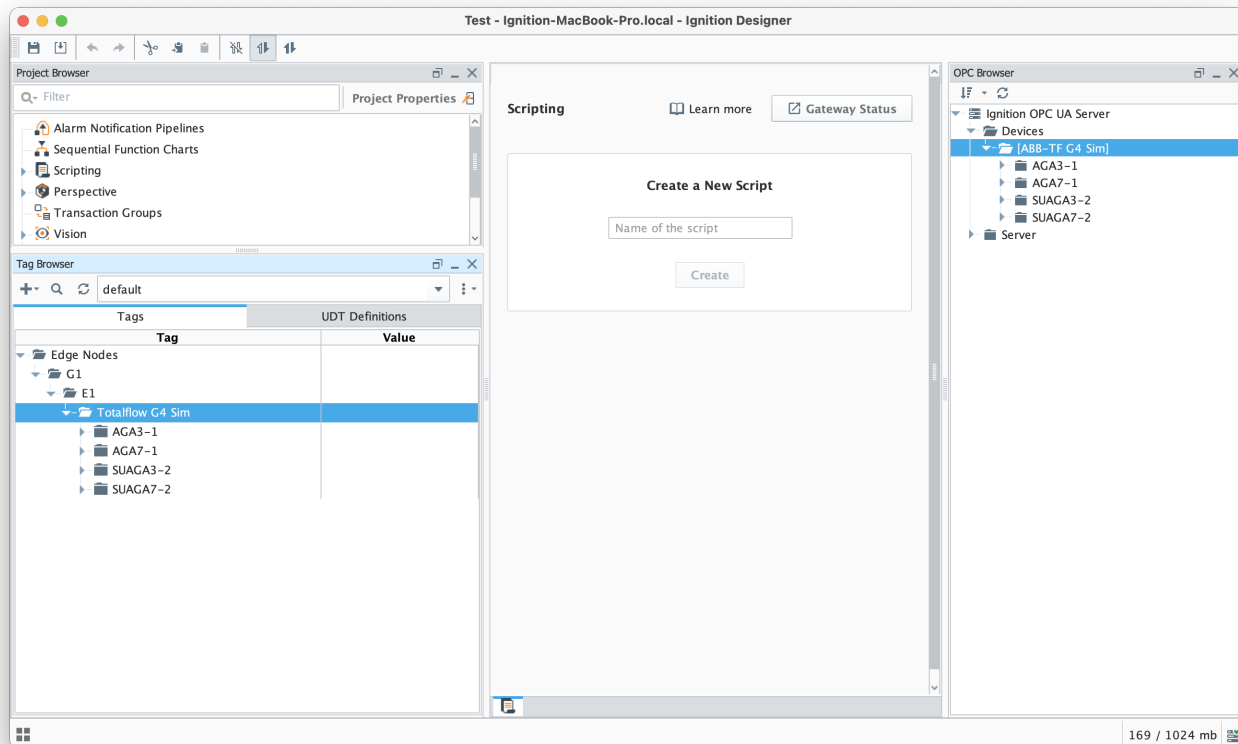 Test - Ignition-MacBook-Pro.local - Ignition Designer
Project Browser
Filter
Project Properties
Alarm Notification Pipelines
Sequential Function Charts
Scripting
Perspective
Transaction Groups
Vision
Tag Browser
default
Tags
UDT Definitions
Tag
Value
Edge Nodes
G1
E1
Totalflow G4 Sim
AGA3-1
AGA7-1
SUAGA3-2
SUAGA7-2
Scripting
Learn more
Gateway Status
Create a New Script
Name of the script
Create
OPC Browser
Ignition OPC UA Server
Devices
[ABB-TF G4 Sim]
AGA3-1
AGA7-1
SUAGA3-2
SUAGA7-2
Server
169 / 1024 mb